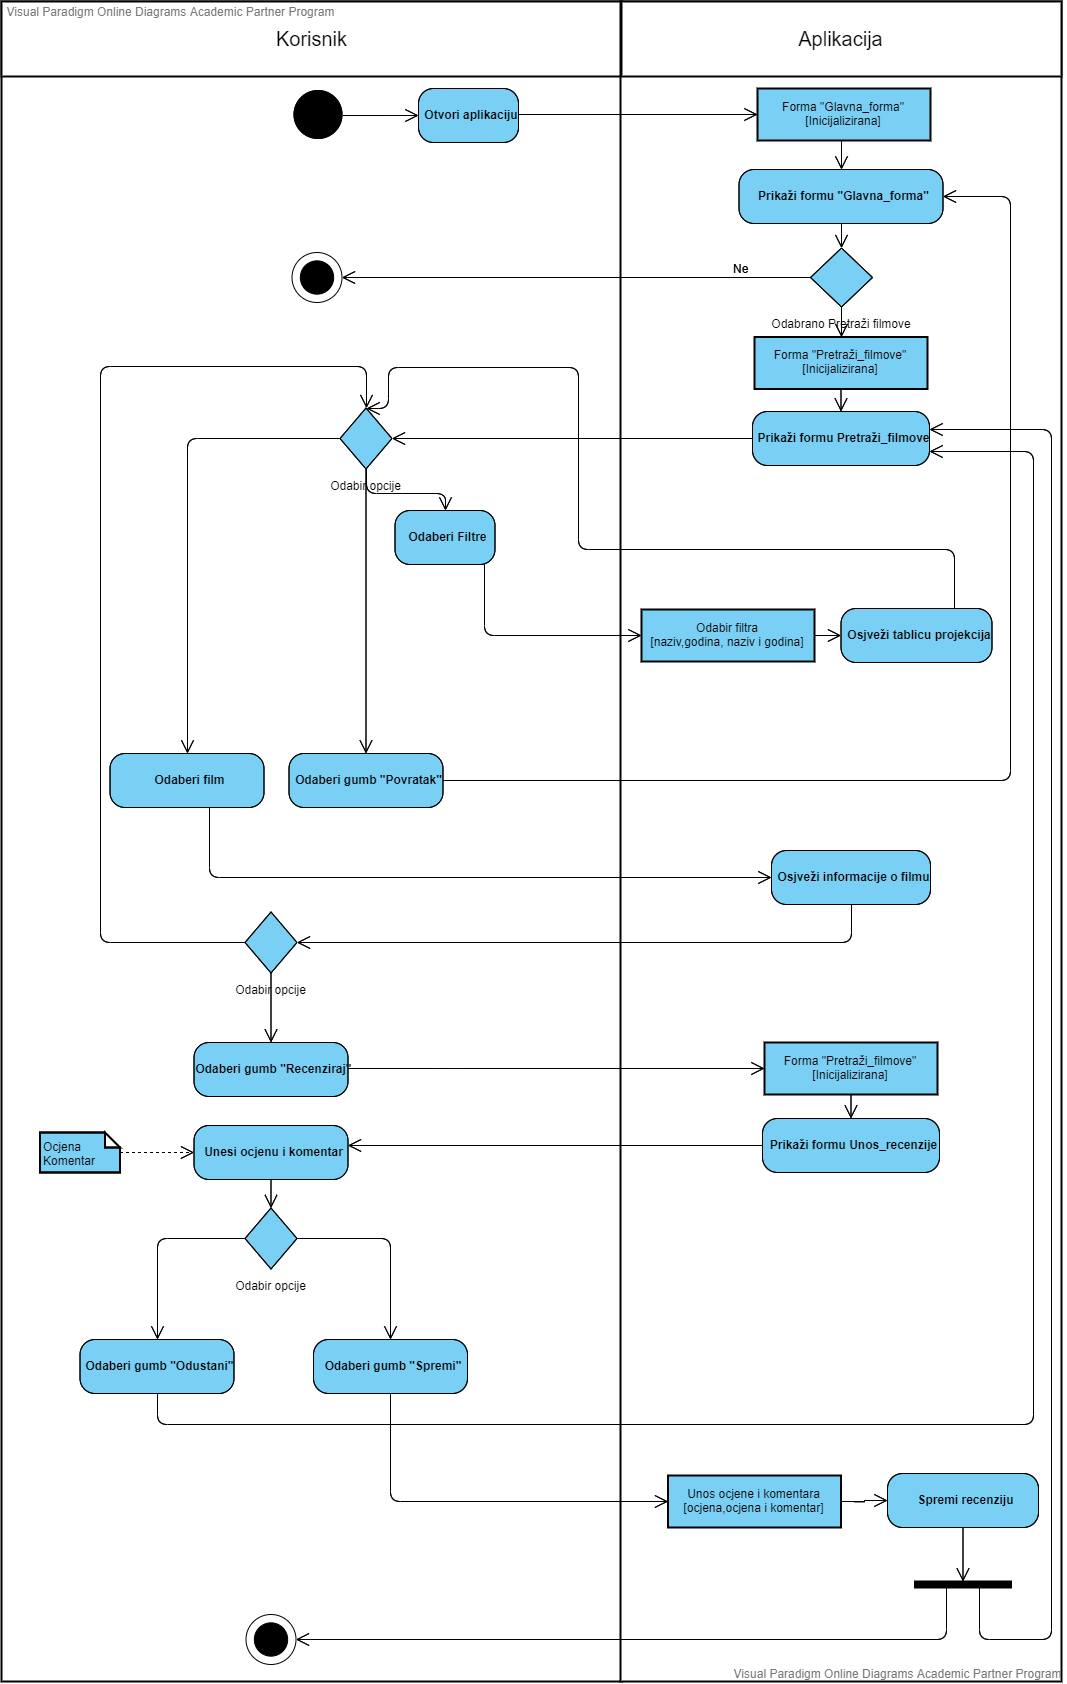 Visual Paradigm Online Diagrams Academic Partner Program
Korisnik
Aplikacija
Otvori aplikaciju
Forma "Glavna_forma"
[Inicijalizirana]
Prikaži formu "Glavna_forma"
Ne
Odabrano Pretraži filmove
Forma "Pretraži_filmove"
[Inicijalizirana]
Prikaži formu Pretraži_filmove
Odabir opcije
Odaberi Filtre
Odabir filtra
[naziv,godina, naziv i godina]
Osjveži tablicu projekcija
Odaberi film
Odaberi gumb "Povratak"
Osjveži informacije o filmu
Odabir opcije
Odaberi gumb "Recenziraj"
Forma "Pretraži_filmove"
[Inicijalizirana]
Ocjena
Komentar
Unesi ocjenu i komentar
Prikaži formu Unos_recenzije
Odabir opcije
Odaberi gumb "Odustani"
Odaberi gumb "Spremi"
Unos ocjene i komentara
[ocjena,ocjena i komentar]
Spremi recenziju
Visual Paradigm Online Diagrams Academic Partner Program